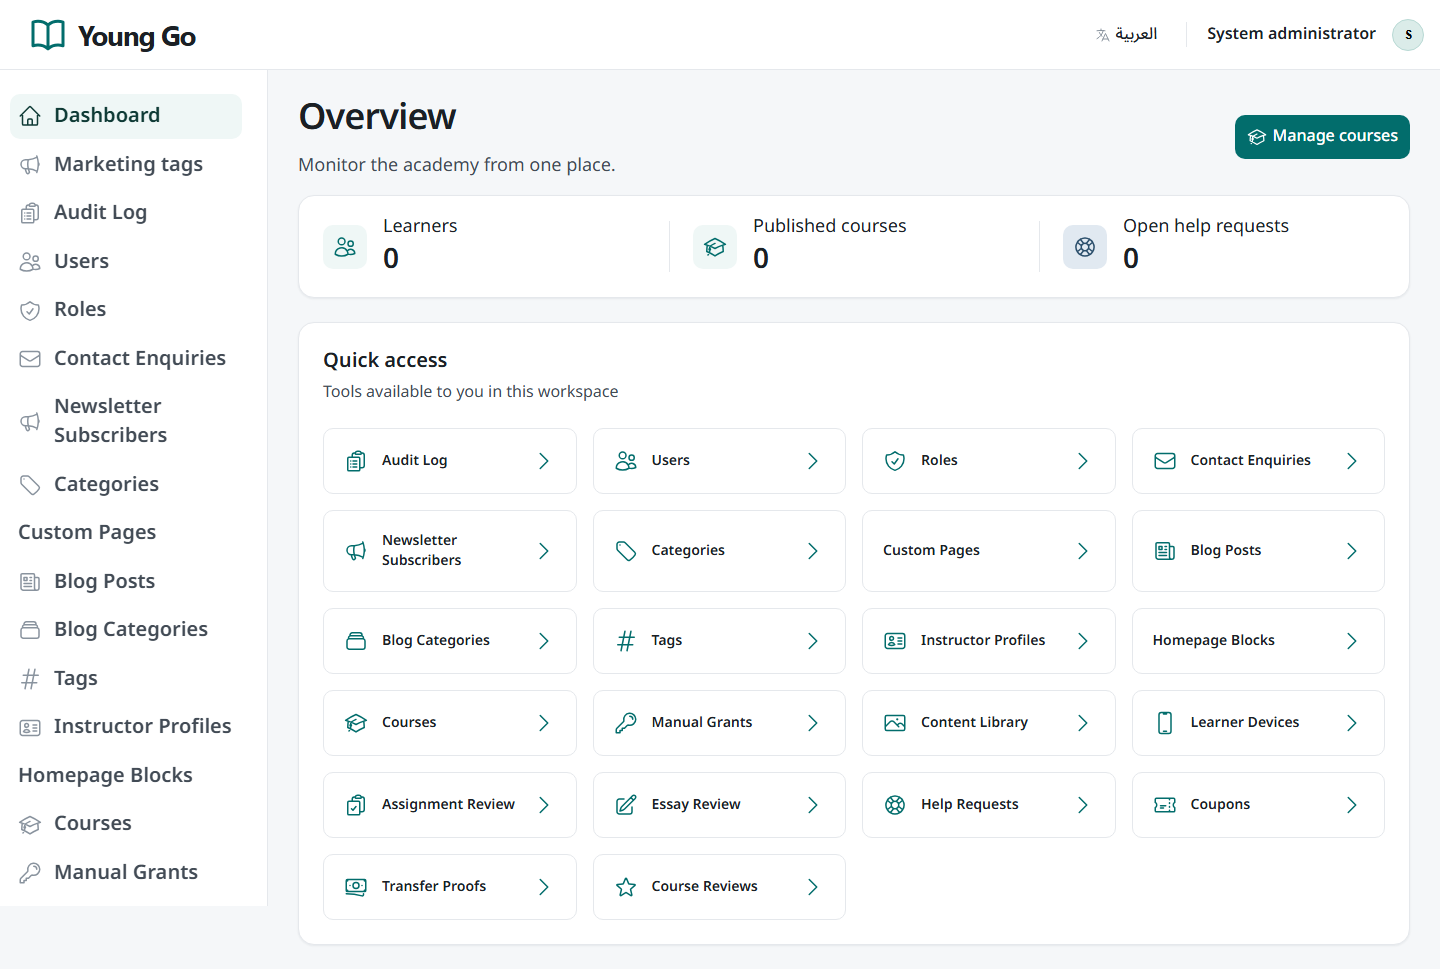 Young Go
العربية
System administrator
S
Dashboard
Marketing tags
Audit Log
Users
Roles
Contact Enquiries
Newsletter
Subscribers
Categories
Custom Pages
Blog Posts
Blog Categories
Tags
Instructor Profiles
Homepage Blocks
Courses
Manual Grants
Overview
Monitor the academy from one place.
Manage courses
Learners
0
Published courses
0
Open help requests
0
Quick access
Tools available to you in this workspace
Audit Log
Users
Roles
Contact Enquiries
Newsletter
Subscribers
Categories
Custom Pages
Blog Posts
Blog Categories
Tags
Instructor Profiles
Homepage Blocks
Courses
Manual Grants
Content Library
Learner Devices
Assignment Review
Essay Review
Help Requests
Coupons
Transfer Proofs
Course Reviews